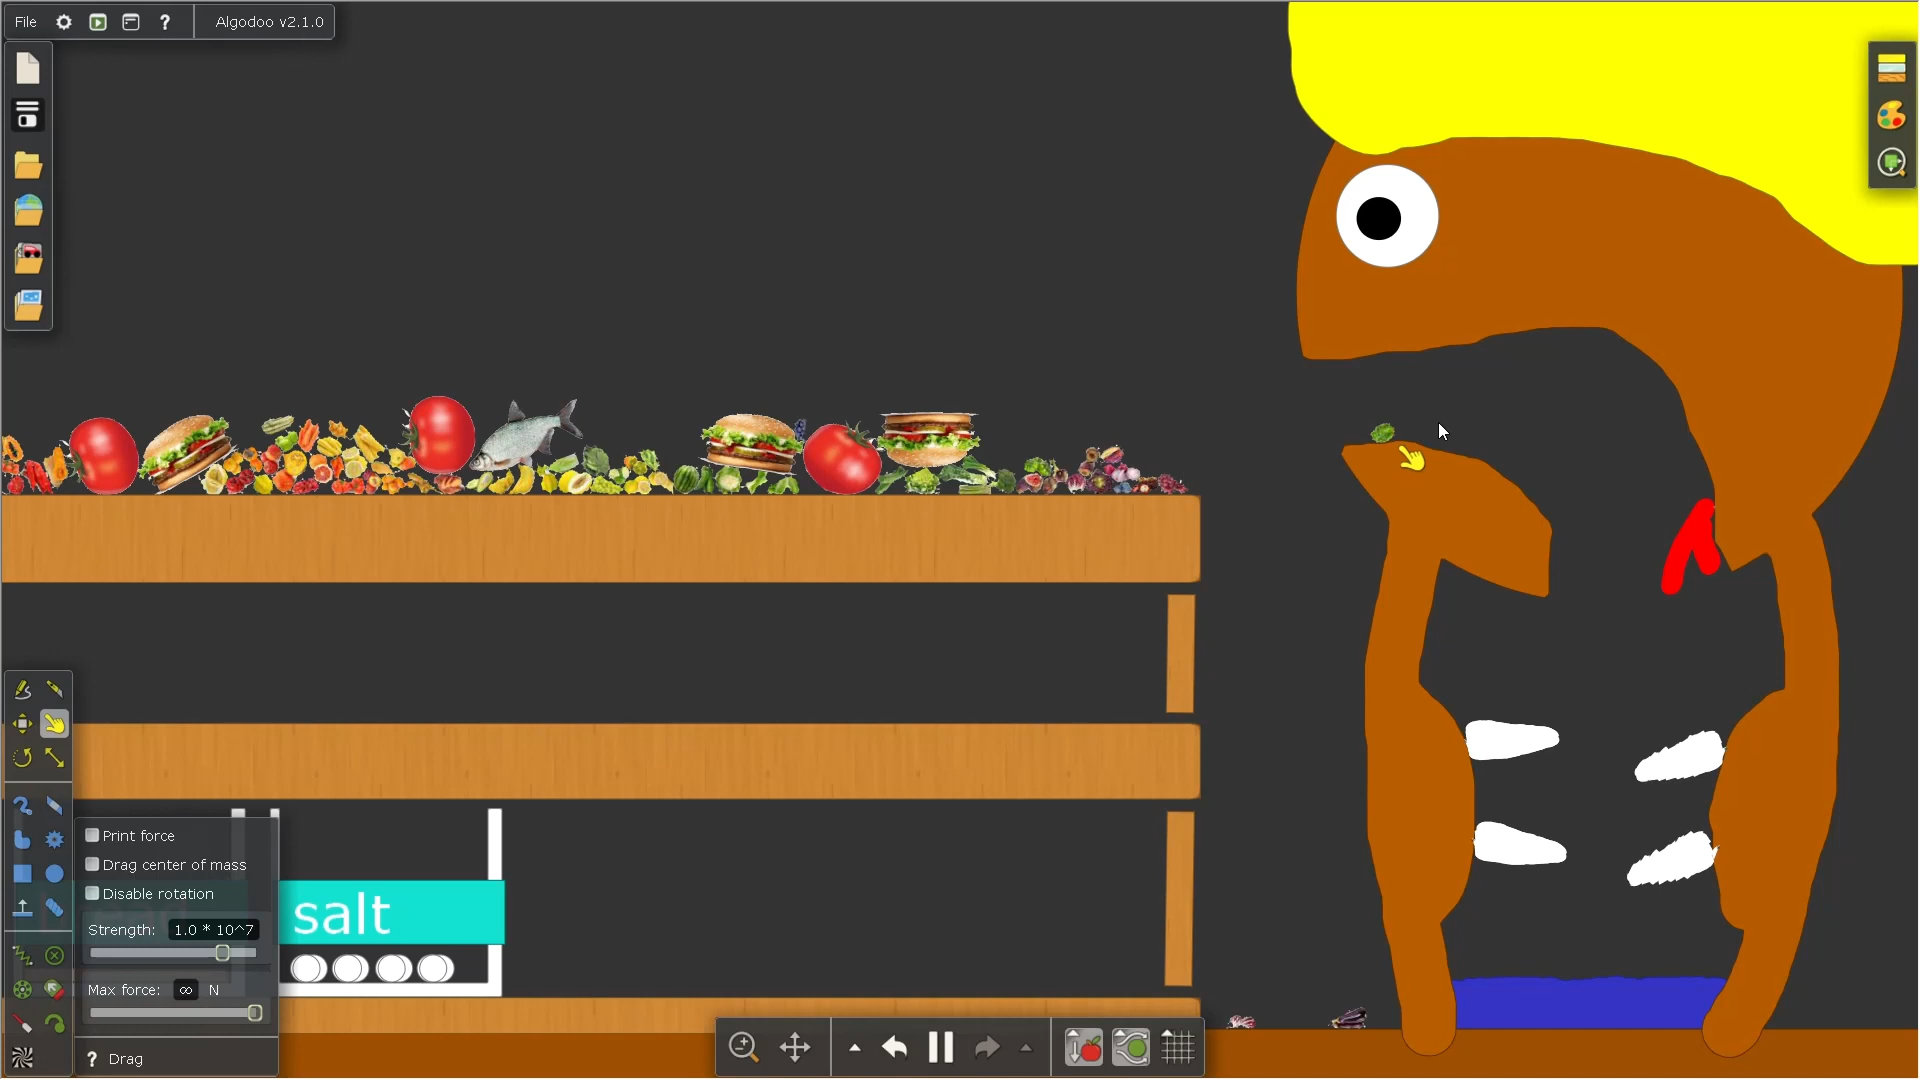 File
?
Algodoo v2.1.0
Print force
Drag center of mass
Disable rotation
Strength: 1.0 * 10^7
Max force: ∞ N
? Drag
salt